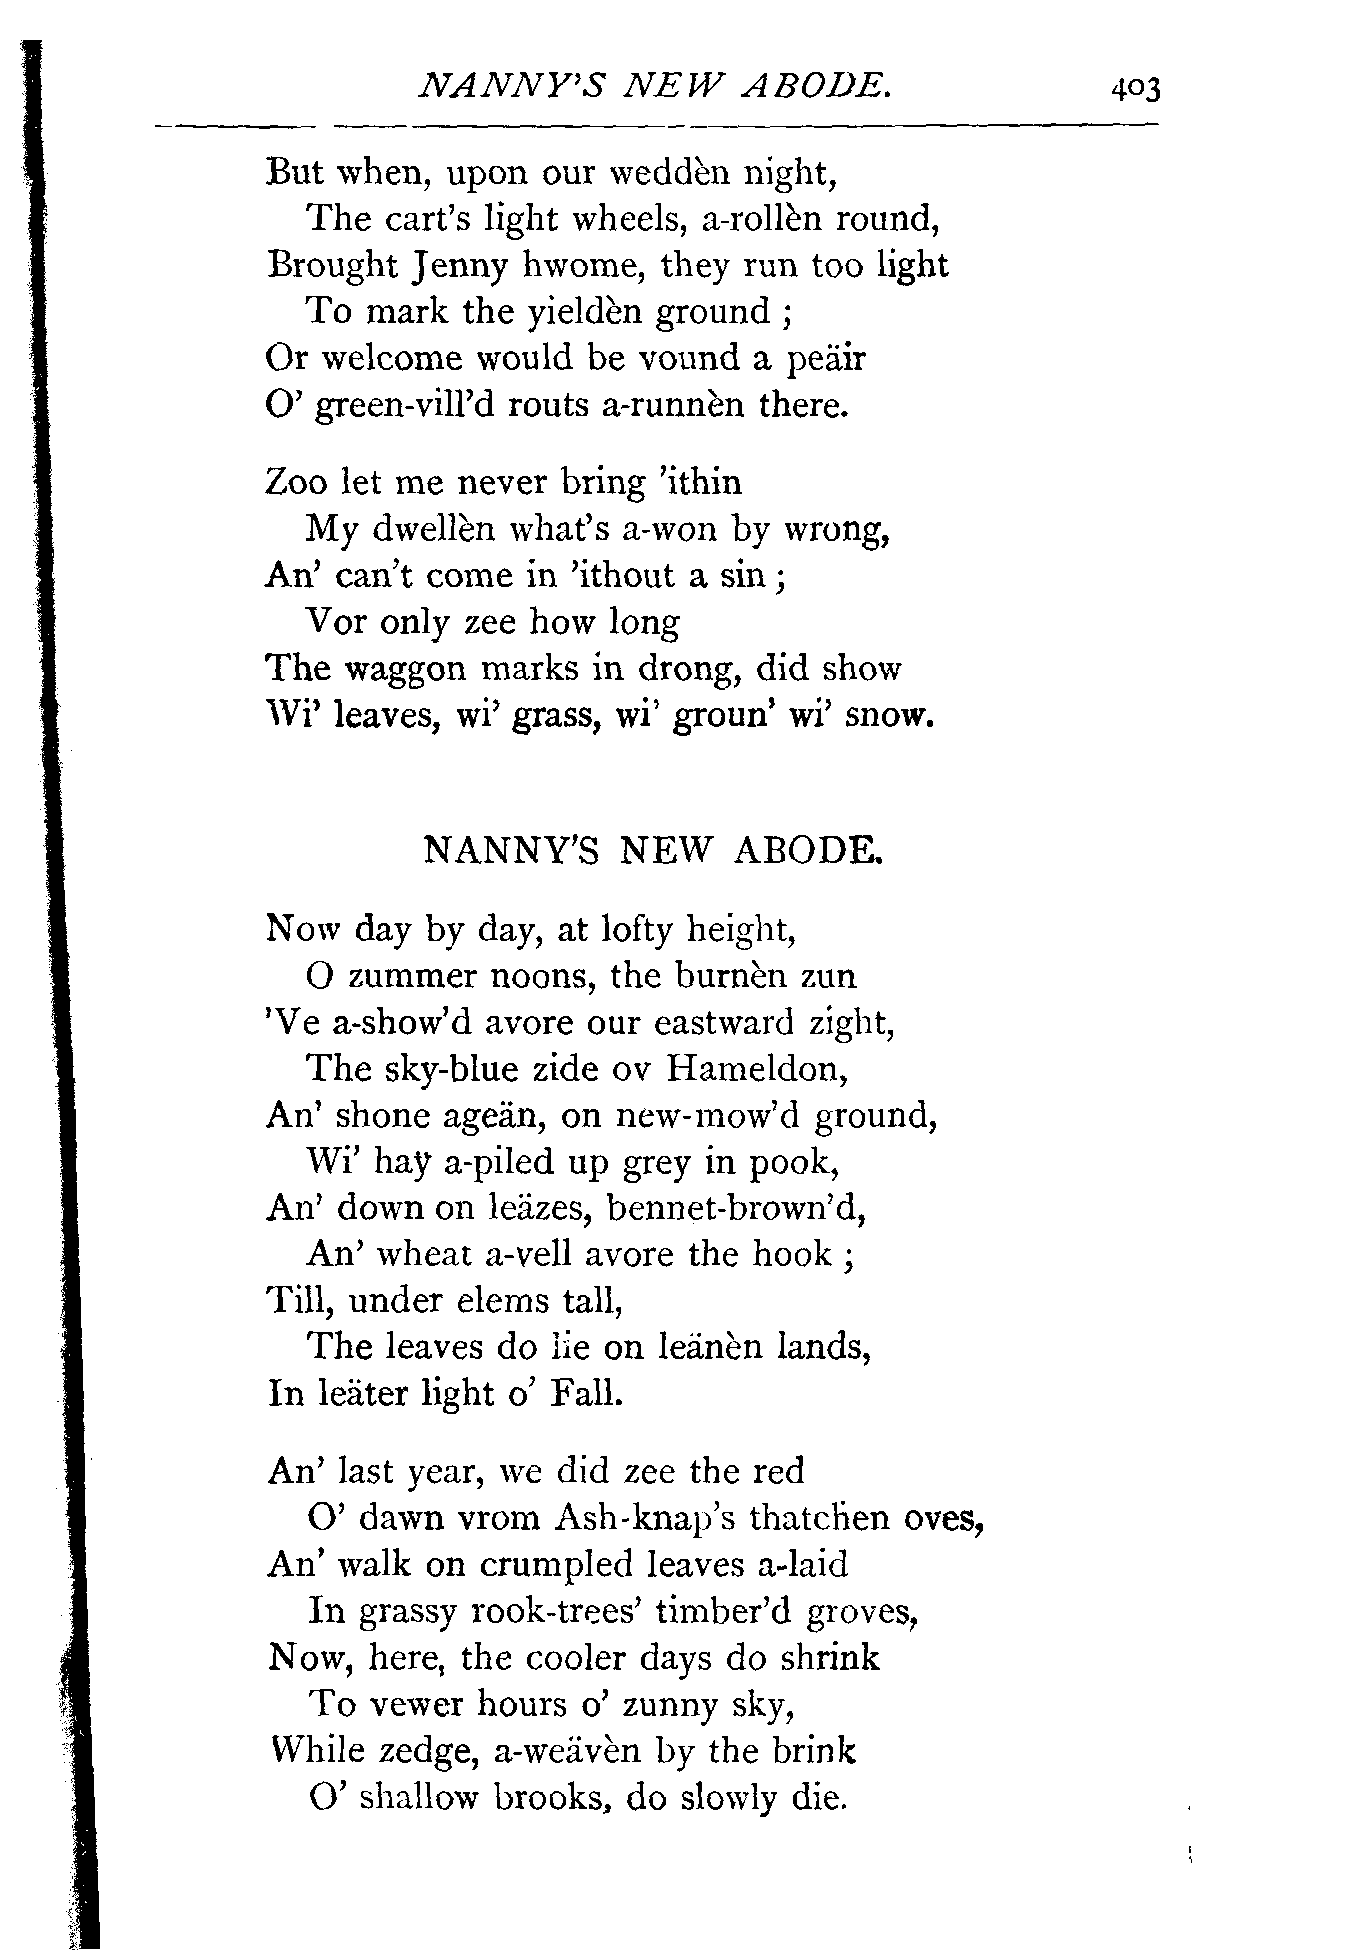 NANNY'S NEW ABODE. 403
But when, upon our weddèn night,
The cart's light wheels, a-rollèn round,
Brought Jenny hwome, they run too light
To mark the yieldèn ground ;
Or welcome would be vound a peäir
O' green-vill'd routs a-runnèn there.
Zoo let me never bring 'ithin
My dwellèn what's a-won by wrong,
An' can't come in 'ithout a sin ;
Vor only zee how long
The waggon marks in drong, did show
Wi' leaves, wi' grass, wi' groun' wi' snow.
NANNY'S NEW ABODE.
Now day by day, at lofty height,
O zummer noons, the burnèn zun
'Ve a-show'd avore our eastward zight,
The sky-blue zide ov Hameldon,
An' shone ageän, on new-mow'd ground,
Wi' hay a-piled up grey in pook,
An' down on leäzes, bennet-brown'd,
An' wheat a-vell avore the hook ;
Till, under elems tall,
The leaves do lie on leänèn lands,
In leäter light o' Fall.
An' last year, we did zee the red
O' dawn vrom Ash-knap's thatchen oves,
An' walk on crumpled leaves a-laid
In grassy rook-trees' timber'd groves,
Now, here, the cooler days do shrink
To vewer hours o' zunny sky,
While zedge, a-weävèn by the brink
O' shallow brooks, do slowly die.